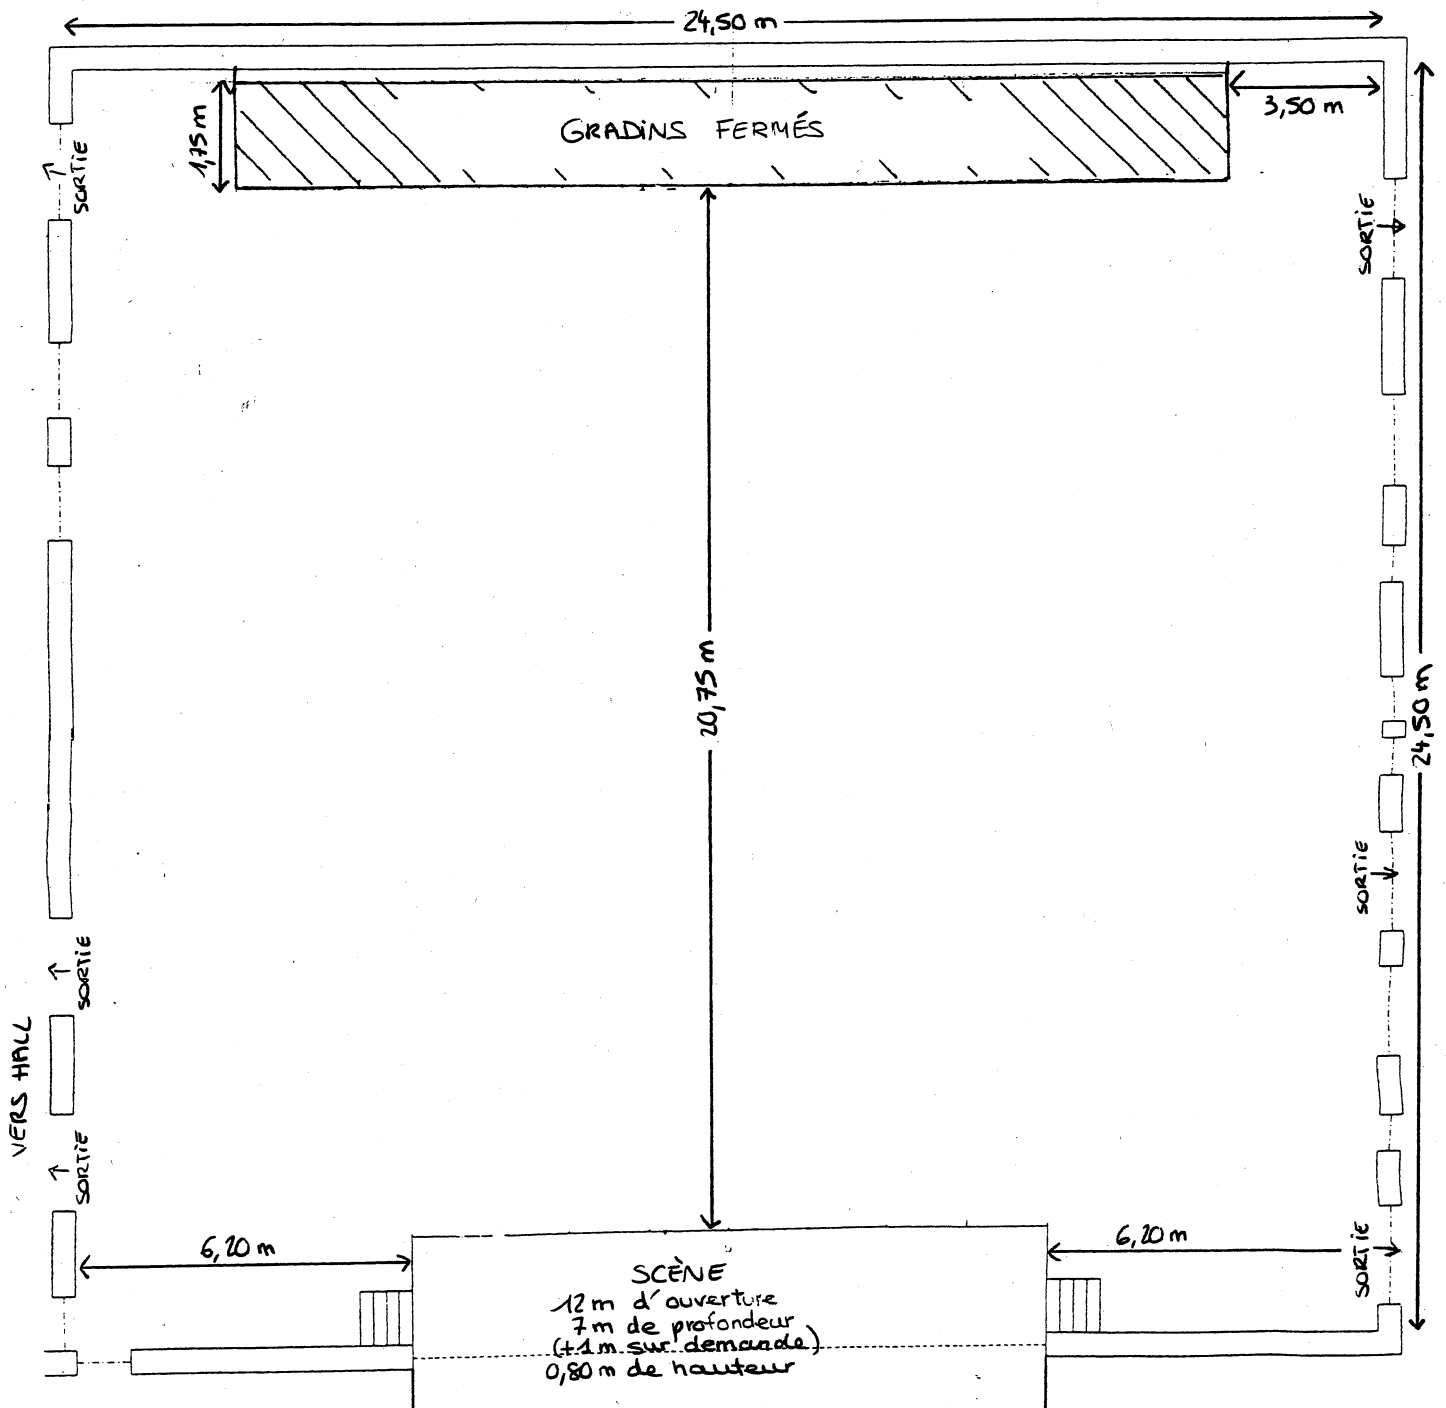 24,50 m
3,50 m
1,75 m
GRADINS FERMÉS
SORTIE
SORTIE
20,75 m
24,50 m
SORTIE
SORTIE
VERS HALL
SORTIE
6,20 m
6,20 m
SORTIE
SCÈNE
12 m d'ouverture
7 m de profondeur
(+1 m sur demande)
0,80 m de hauteur